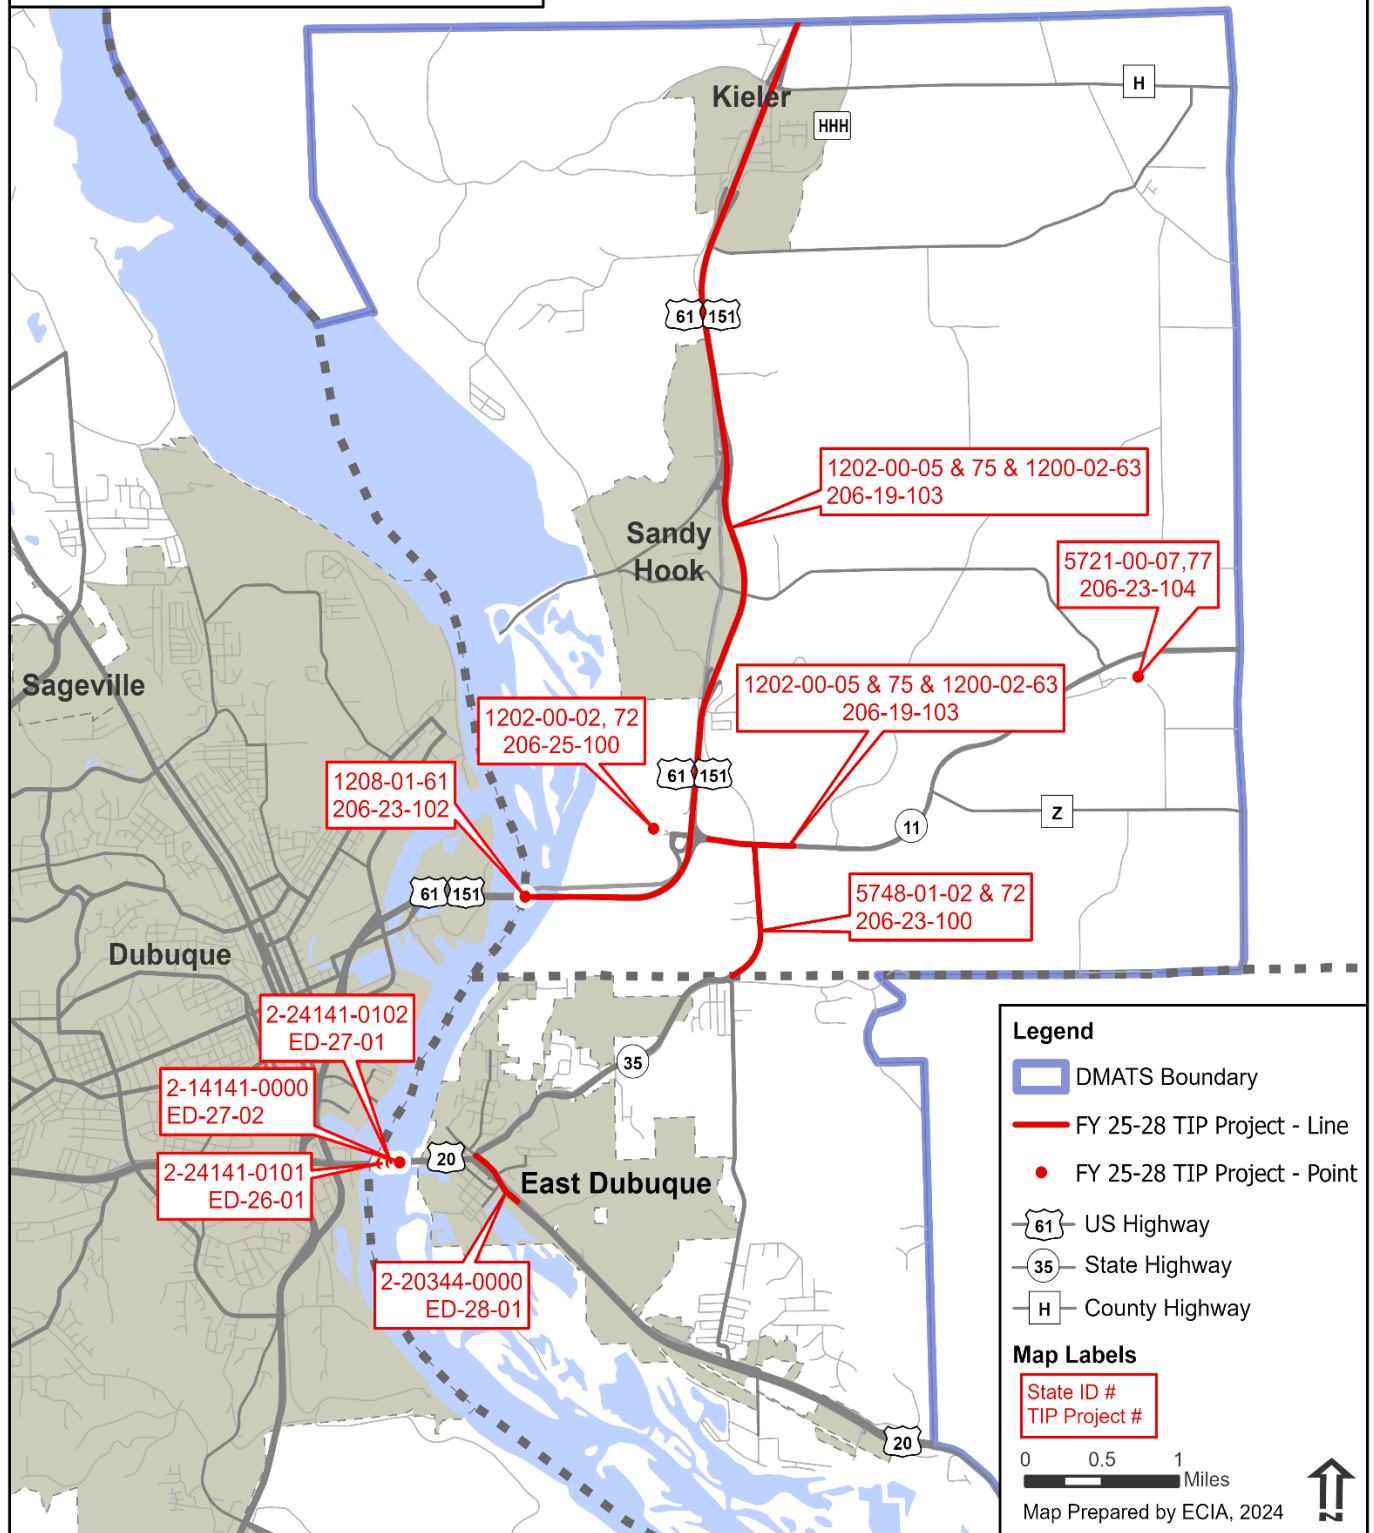 Kieler
H
HHH
61 151
1202-00-05 & 75 & 1200-02-63
206-19-103
Sandy
Hook
5721-00-07,77
206-23-104
Sageville
1202-00-05 & 75 & 1200-02-63
206-19-103
1202-00-02, 72
206-25-100
61 151
1208-01-61
206-23-102
Z
11
61 151
5748-01-02 & 72
206-23-100
Dubuque
2-24141-0102
ED-27-01
35
2-14141-0000
ED-27-02
20
2-24141-0101
ED-26-01
East Dubuque
2-20344-0000
ED-28-01
20
Legend
DMATS Boundary
FY 25-28 TIP Project - Line
FY 25-28 TIP Project - Point
61 US Highway
35 State Highway
H County Highway
Map Labels
State ID #
TIP Project #
0 0.5 1
Miles
Map Prepared by ECIA, 2024
N